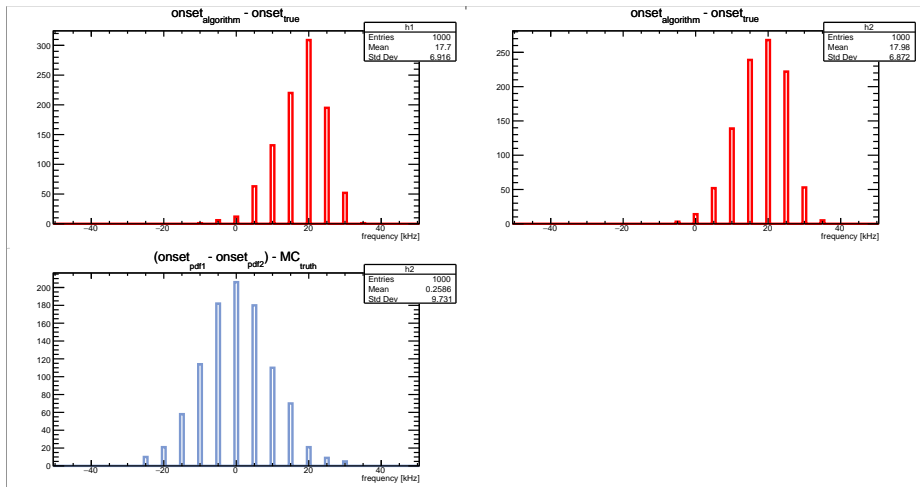 onset_algorithm - onset_true
h1
Entries 1000
Mean 17.7
Std Dev 6.916
300
250
200
150
100
50
0
−40 −20 0 20 40
frequency [kHz]
onset_algorithm - onset_true
h2
Entries 1000
Mean 17.98
Std Dev 6.872
250
200
150
100
50
0
−40 −20 0 20 40
frequency [kHz]
(onset_pdf1 - onset_pdf2) - MC_truth
h2
Entries 1000
Mean 0.2586
Std Dev 9.731
200
180
160
140
120
100
80
60
40
20
0
−40 −20 0 20 40
frequency [kHz]